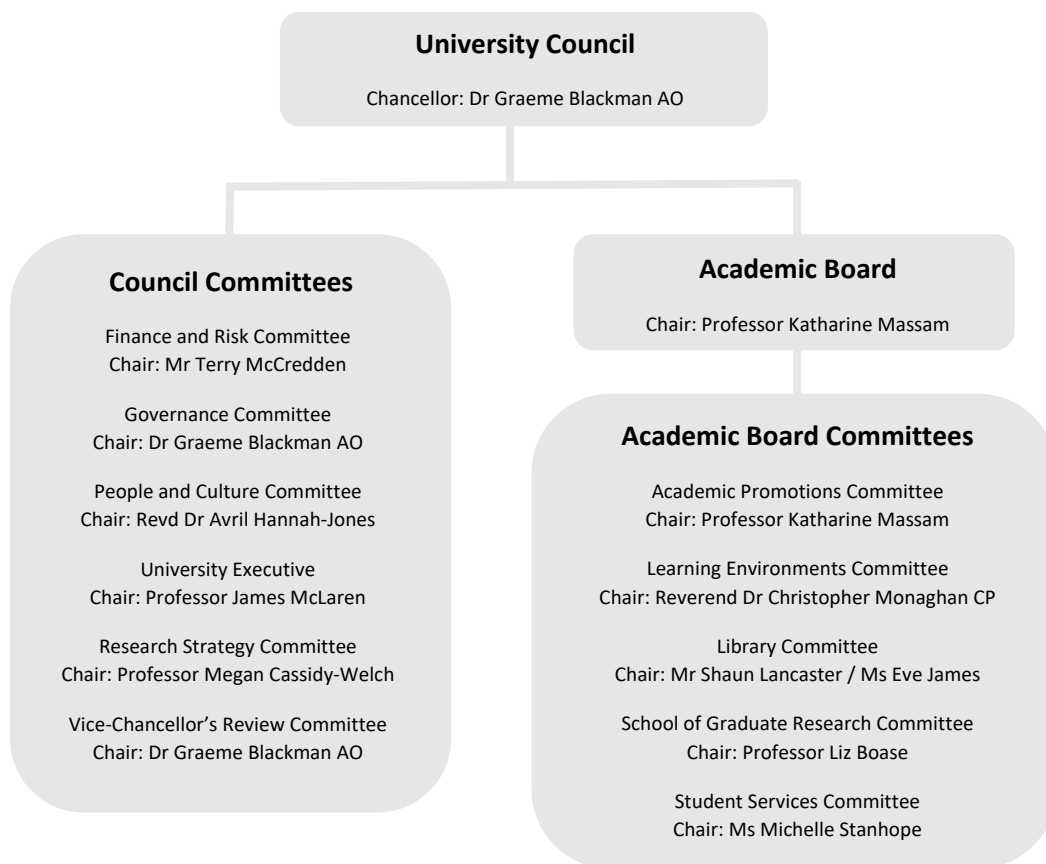 University Council
Chancellor: Dr Graeme Blackman AO
Council Committees
Finance and Risk Committee
Chair: Mr Terry McCredden
Governance Committee
Chair: Dr Graeme Blackman AO
People and Culture Committee
Chair: Revd Dr Avril Hannah-Jones
University Executive
Chair: Professor James McLaren
Research Strategy Committee
Chair: Professor Megan Cassidy-Welch
Vice-Chancellor’s Review Committee
Chair: Dr Graeme Blackman AO
Academic Board
Chair: Professor Katharine Massam
Academic Board Committees
Academic Promotions Committee
Chair: Professor Katharine Massam
Learning Environments Committee
Chair: Reverend Dr Christopher Monaghan CP
Library Committee
Chair: Mr Shaun Lancaster / Ms Eve James
School of Graduate Research Committee
Chair: Professor Liz Boase
Student Services Committee
Chair: Ms Michelle Stanhope